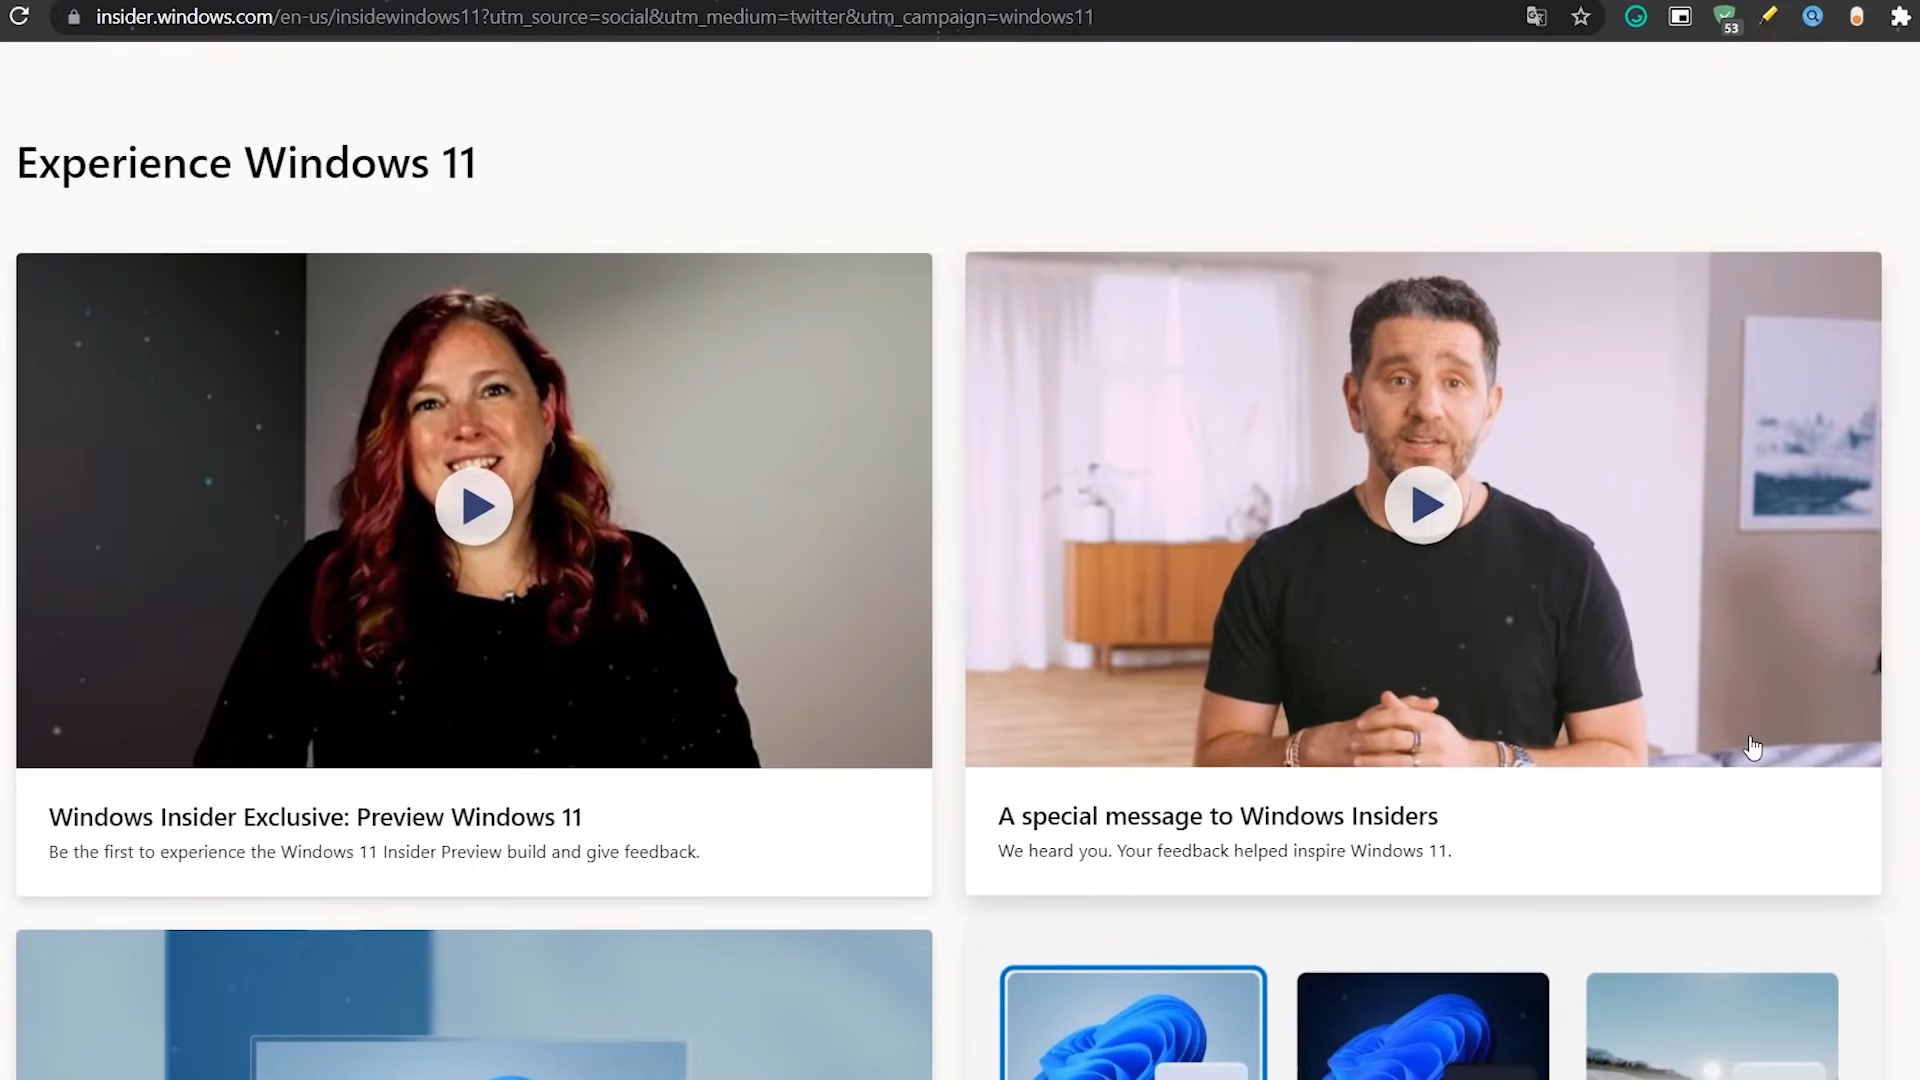 insider.windows.com/en-us/insidewindows11?utm_source=social&utm_medium=twitter&utm_campaign=windows11
53
Experience Windows 11
Windows Insider Exclusive: Preview Windows 11
Be the first to experience the Windows 11 Insider Preview build and give feedback.
A special message to Windows Insiders
We heard you. Your feedback helped inspire Windows 11.